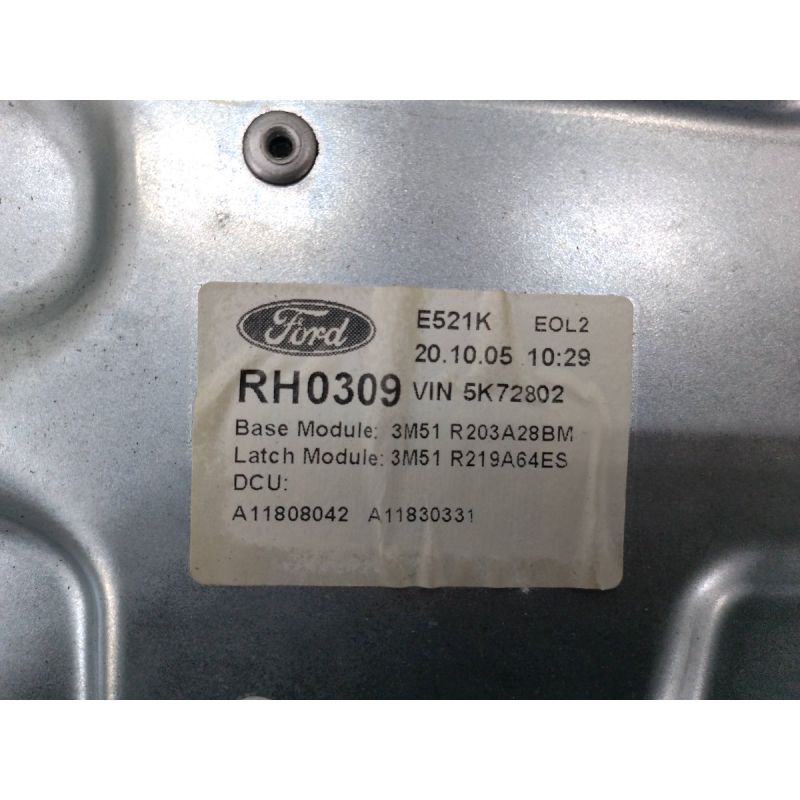 Ford E521K EOL2
20.10.05 10:29
RH0309 VIN 5K72802
Base Module: 3M51 R203A28BM
Latch Module: 3M51 R219A64ES
DCU:
A11808042 A11830331